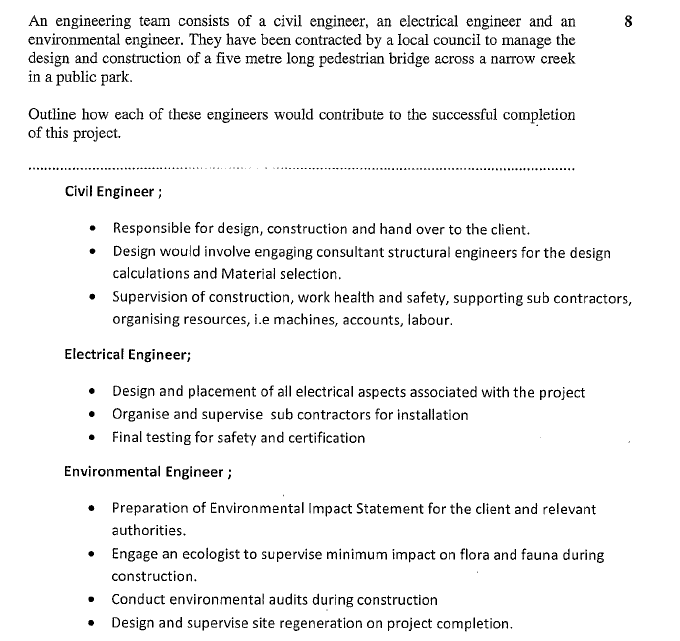 An engineering team consists of a civil engineer, an electrical engineer and an 8
environmental engineer. They have been contracted by a local council to manage the
design and construction of a five metre long pedestrian bridge across a narrow creek
in a public park.
Outline how each of these engineers would contribute to the successful completion
of this project.
Civil Engineer ;
• Responsible for design, construction and hand over to the client.
• Design would involve engaging consultant structural engineers for the design
calculations and Material selection.
• Supervision of construction, work health and safety, supporting sub contractors,
organising resources, i.e machines, accounts, labour.
Electrical Engineer;
• Design and placement of all electrical aspects associated with the project
• Organise and supervise sub contractors for installation
• Final testing for safety and certification
Environmental Engineer ;
• Preparation of Environmental Impact Statement for the client and relevant
authorities.
• Engage an ecologist to supervise minimum impact on flora and fauna during
construction.
• Conduct environmental audits during construction
• Design and supervise site regeneration on project completion.